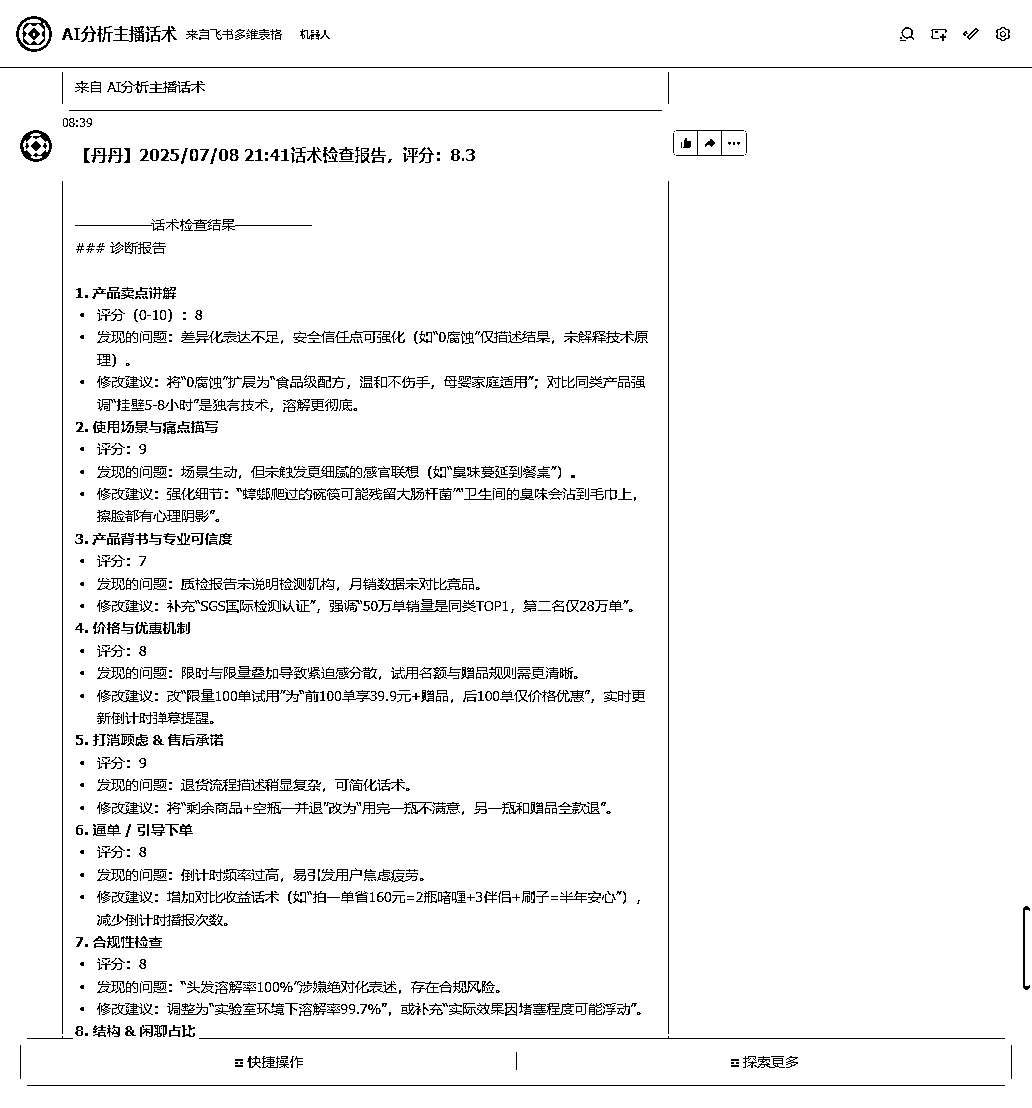 AI分析主播话术 来自飞书多维表格 机器人
来自 AI分析主播话术
08:39
【丹丹】2025/07/08 21:41话术检查报告，评分：8.3
——————话术检查结果——————
### 诊断报告
1. 产品卖点讲解
• 评分（0-10）：8
• 发现的问题：差异化表达不足，安全信任点可强化（如“0腐蚀”仅描述结果，未解释技术原
理）。
• 修改建议：将“0腐蚀”扩展为“食品级配方，温和不伤手，母婴家庭适用”；对比同类产品强
调“挂壁5-8小时”是独有技术，溶解更彻底。
2. 使用场景与痛点描写
• 评分：9
• 发现的问题：场景生动，但未触发更细腻的感官联想（如“臭味蔓延到餐桌”）。
• 修改建议：强化细节：“蟑螂爬过的碗筷可能残留大肠杆菌”“卫生间的臭味会沾到毛巾上，
擦脸都有心理阴影”。
3. 产品背书与专业可信度
• 评分：7
• 发现的问题：质检报告未说明检测机构，月销数据未对比竞品。
• 修改建议：补充“SGS国际检测认证”，强调“50万单销量是同类TOP1，第二名仅28万单”。
4. 价格与优惠机制
• 评分：8
• 发现的问题：限时与限量叠加导致紧迫感分散，试用名额与赠品规则需更清晰。
• 修改建议：改“限量100单试用”为“前100单享39.9元+赠品，后100单仅价格优惠”，实时更
新倒计时弹幕提醒。
5. 打消顾虑 & 售后承诺
• 评分：9
• 发现的问题：退货流程描述稍显复杂，可简化话术。
• 修改建议：将“剩余商品+空瓶一并退”改为“用完一瓶不满意，另一瓶和赠品全款退”。
6. 逼单 / 引导下单
• 评分：8
• 发现的问题：倒计时频率过高，易引发用户焦虑疲劳。
• 修改建议：增加对比收益话术（如“拍一单省160元=2瓶啫喱+3伴侣+刷子=半年安心”），
减少倒计时播报次数。
7. 合规性检查
• 评分：8
• 发现的问题：“头发溶解率100%”涉嫌绝对化表述，存在合规风险。
• 修改建议：调整为“实验室环境下溶解率99.7%”，或补充“实际效果因堵塞程度可能浮动”。
8. 结构 & 闲聊占比
快捷操作 探索更多